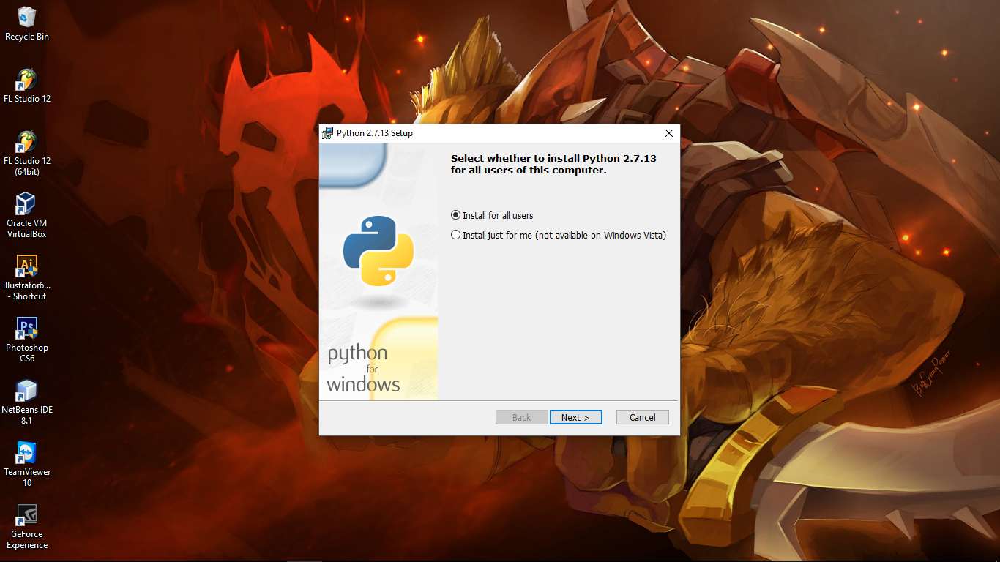 Recycle Bin
FL Studio 12
FL Studio 12
(64bit)
Oracle VM
VirtualBox
Ai
Illustrator6...
- Shortcut
Ps
Photoshop
CS6
NetBeans IDE
8.1
TeamViewer
10
GeForce
Experience
Python 2.7.13 Setup
Select whether to install Python 2.7.13
for all users of this computer.
Install for all users
Install just for me (not available on Windows Vista)
python
for
windows
Back
Next >
Cancel